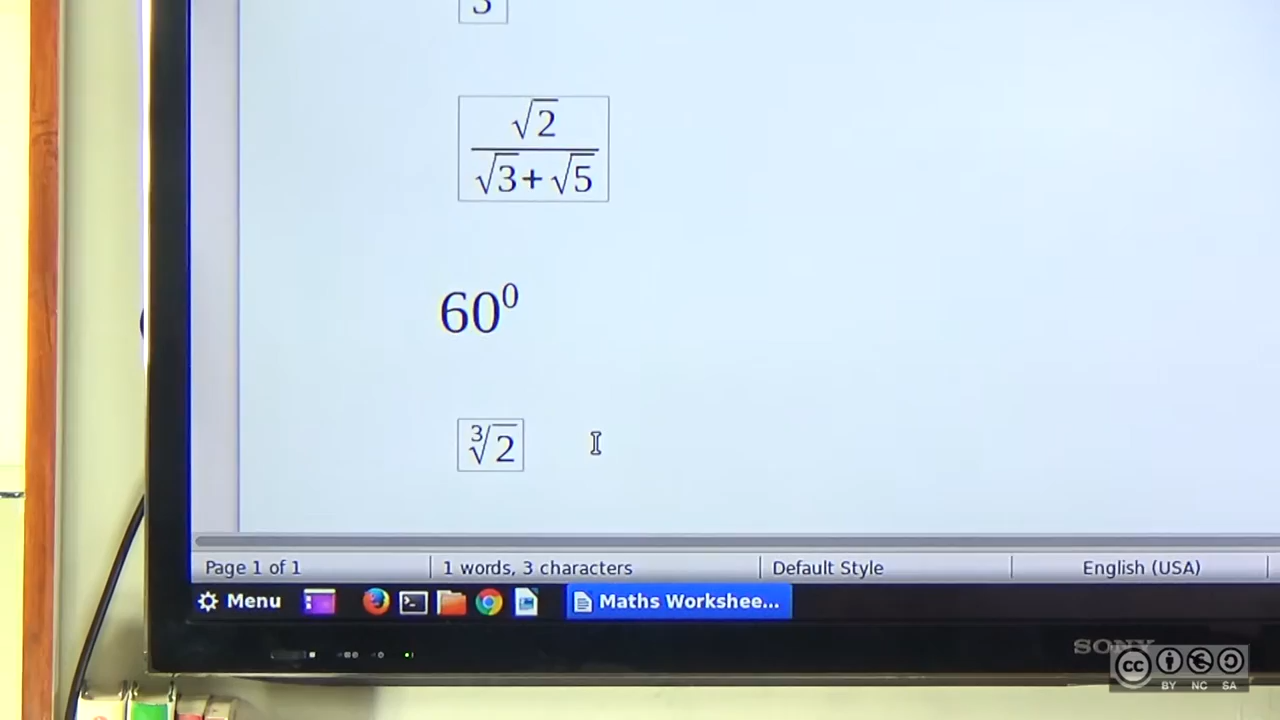 3
√2
√3+ √5
60⁰
∛2
Page 1 of 1
1 words, 3 characters
Default Style
English (USA)
Menu
Maths Workshee...
SONY
cc
BY NC SA